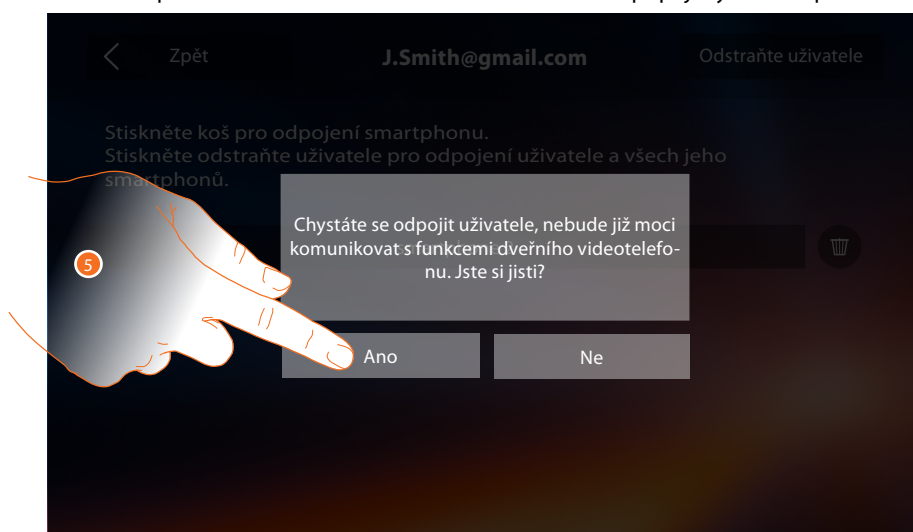 Zpět
J.Smith@gmail.com
Odstraňte uživatele
Stiskněte koš pro odpojení smartphonu.
Stiskněte odstraňte uživatele pro odpojení uživatele a všech jeho
smartphonů.
Chystáte se odpojit uživatele, nebude již moci
komunikovat s funkcemi dveřního videotelefo-
nu. Jste si jisti?
5
Ano
Ne